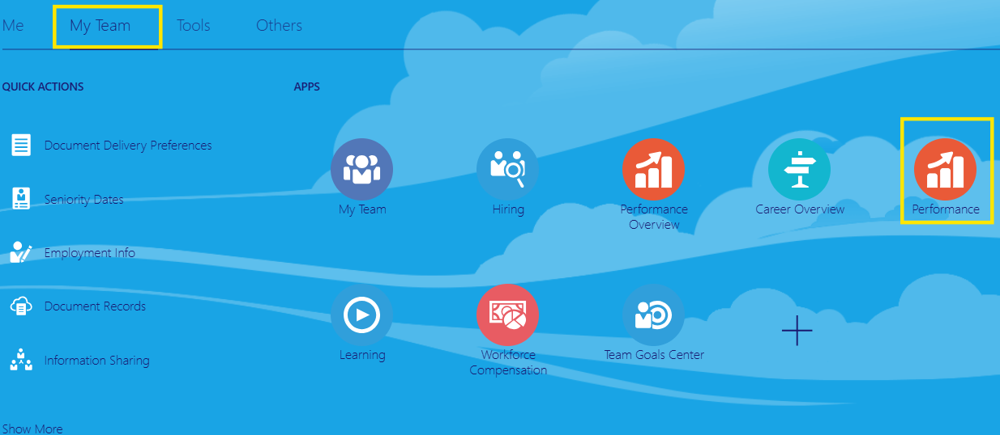 Me
My Team
Tools
Others
QUICK ACTIONS
APPS
Document Delivery Preferences
Seniority Dates
Employment Info
Document Records
Information Sharing
Show More
My Team
Hiring
Performance
Overview
Career Overview
Performance
Learning
Workforce
Compensation
Team Goals Center